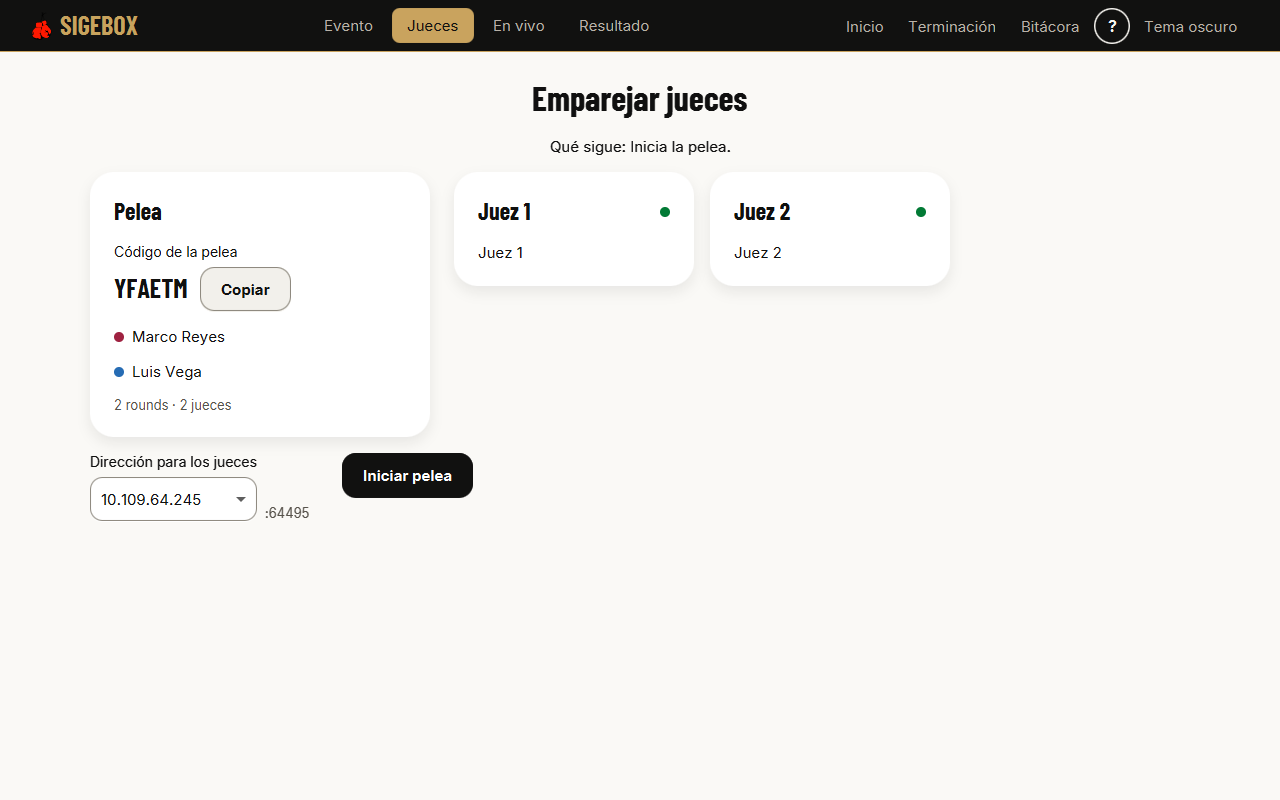 SIGEBOX
Evento
Jueces
En vivo
Resultado
Inicio
Terminación
Bitácora
?
Tema oscuro
Emparejar jueces
Qué sigue: Inicia la pelea.
Pelea
Código de la pelea
YFAETM
Copiar
Marco Reyes
Luis Vega
2 rounds · 2 jueces
Juez 1
Juez 1
Juez 2
Juez 2
Dirección para los jueces
10.109.64.245
:64495
Iniciar pelea